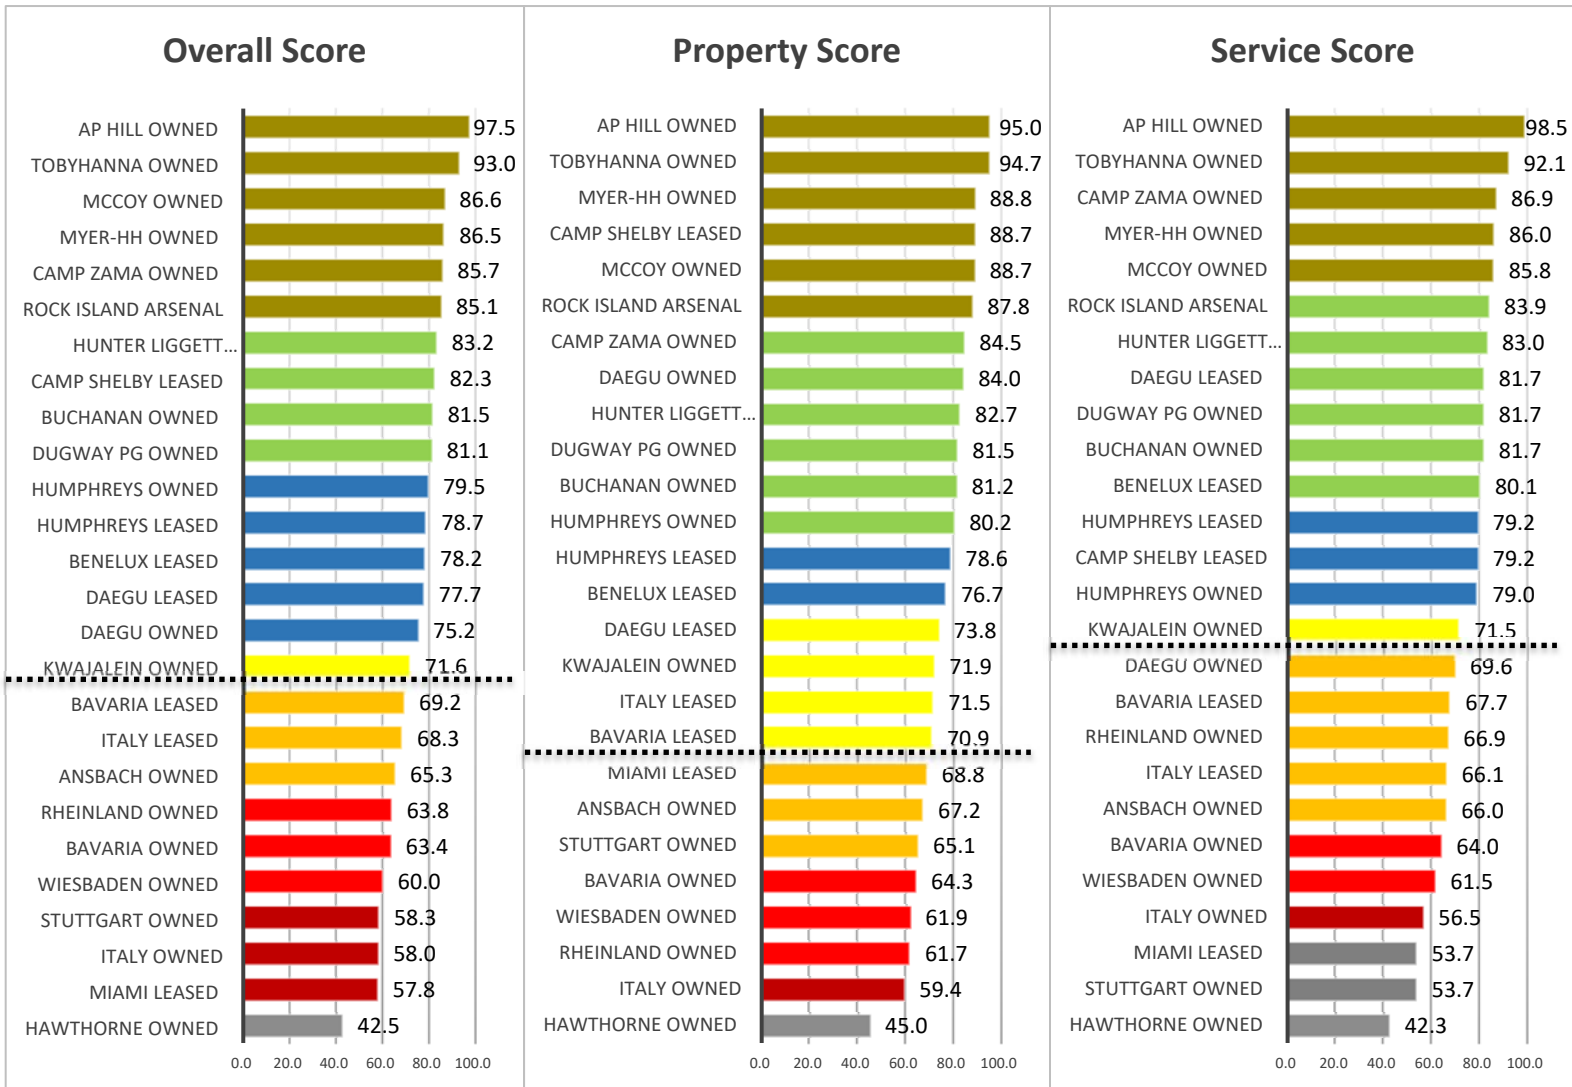 Overall Score
AP HILL OWNED 97.5
TOBYHANNA OWNED 93.0
MCCOY OWNED 86.6
MYER-HH OWNED 86.5
CAMP ZAMA OWNED 85.7
ROCK ISLAND ARSENAL 85.1
HUNTER LIGGETT... 83.2
CAMP SHELBY LEASED 82.3
BUCHANAN OWNED 81.5
DUGWAY PG OWNED 81.1
HUMPHREYS OWNED 79.5
HUMPHREYS LEASED 78.7
BENELUX LEASED 78.2
DAEGU LEASED 77.7
DAEGU OWNED 75.2
KWAJALEIN OWNED 71.6
BAVARIA LEASED 69.2
ITALY LEASED 68.3
ANSBACH OWNED 65.3
RHEINLAND OWNED 63.8
BAVARIA OWNED 63.4
WIESBADEN OWNED 60.0
STUTTGART OWNED 58.3
ITALY OWNED 58.0
MIAMI LEASED 57.8
HAWTHORNE OWNED 42.5
0.0 20.0 40.0 60.0 80.0 100.0
Property Score
AP HILL OWNED 95.0
TOBYHANNA OWNED 94.7
MYER-HH OWNED 88.8
CAMP SHELBY LEASED 88.7
MCCOY OWNED 88.7
ROCK ISLAND ARSENAL 87.8
CAMP ZAMA OWNED 84.5
DAEGU OWNED 84.0
HUNTER LIGGETT... 82.7
DUGWAY PG OWNED 81.5
BUCHANAN OWNED 81.2
HUMPHREYS OWNED 80.2
HUMPHREYS LEASED 78.6
BENELUX LEASED 76.7
DAEGU LEASED 73.8
KWAJALEIN OWNED 71.9
ITALY LEASED 71.5
BAVARIA LEASED 70.9
MIAMI LEASED 68.8
ANSBACH OWNED 67.2
STUTTGART OWNED 65.1
BAVARIA OWNED 64.3
WIESBADEN OWNED 61.9
RHEINLAND OWNED 61.7
ITALY OWNED 59.4
HAWTHORNE OWNED 45.0
0.0 20.0 40.0 60.0 80.0 100.0
Service Score
AP HILL OWNED 98.5
TOBYHANNA OWNED 92.1
CAMP ZAMA OWNED 86.9
MYER-HH OWNED 86.0
MCCOY OWNED 85.8
ROCK ISLAND ARSENAL 83.9
HUNTER LIGGETT... 83.0
DAEGU LEASED 81.7
DUGWAY PG OWNED 81.7
BUCHANAN OWNED 81.7
BENELUX LEASED 80.1
HUMPHREYS LEASED 79.2
CAMP SHELBY LEASED 79.2
HUMPHREYS OWNED 79.0
KWAJALEIN OWNED 71.5
DAEGU OWNED 69.6
BAVARIA LEASED 67.7
RHEINLAND OWNED 66.9
ITALY LEASED 66.1
ANSBACH OWNED 66.0
BAVARIA OWNED 64.0
WIESBADEN OWNED 61.5
ITALY OWNED 56.5
MIAMI LEASED 53.7
STUTTGART OWNED 53.7
HAWTHORNE OWNED 42.3
0.0 20.0 40.0 60.0 80.0 100.0